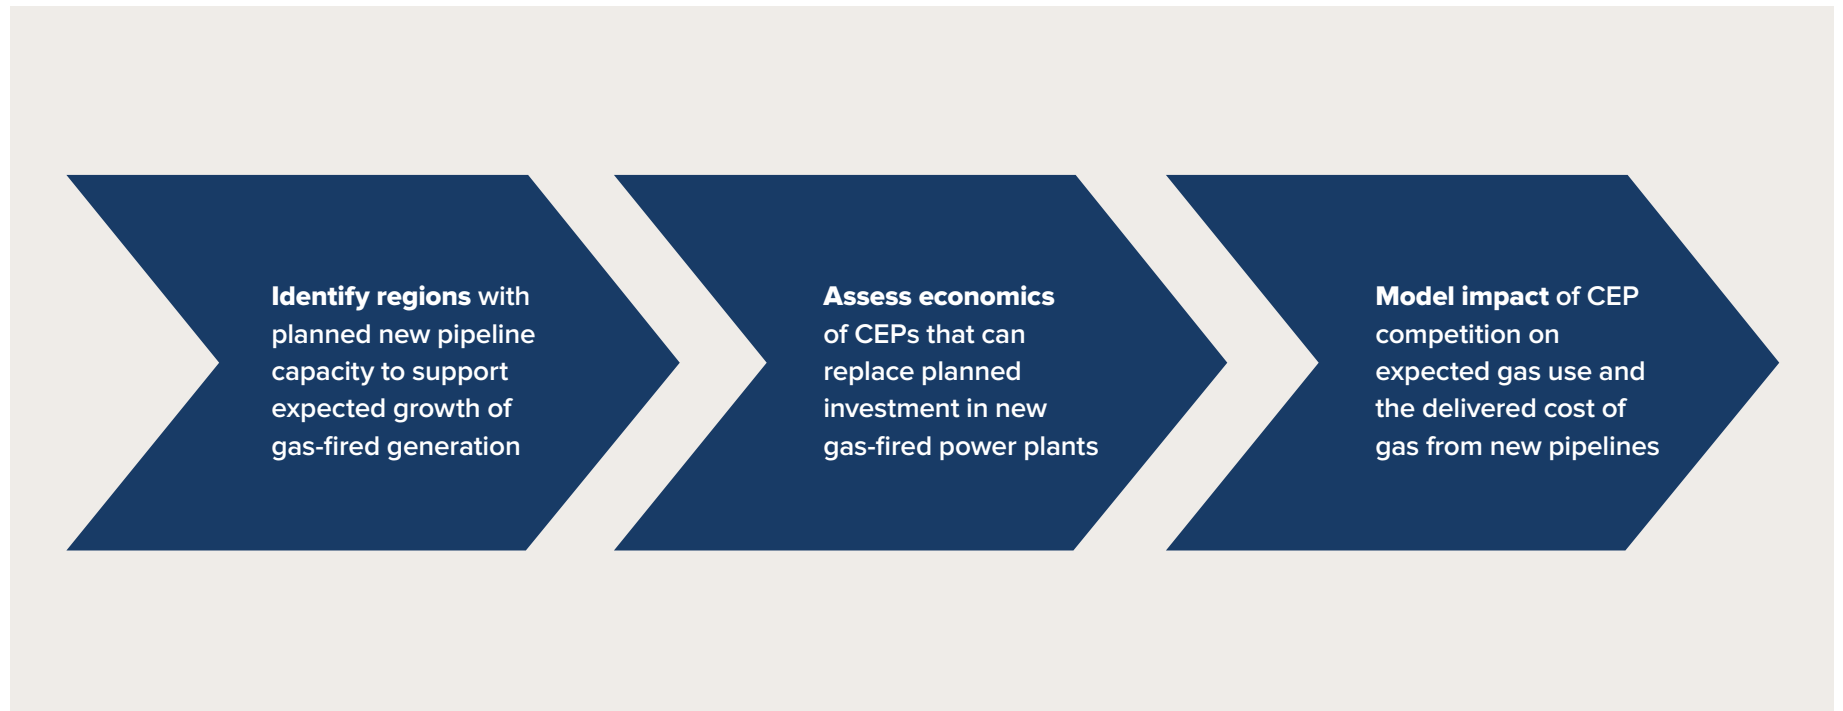 Identify regions with
planned new pipeline
capacity to support
expected growth of
gas-fired generation
Assess economics
of CEPs that can
replace planned
investment in new
gas-fired power plants
Model impact of CEP
competition on
expected gas use and
the delivered cost of
gas from new pipelines